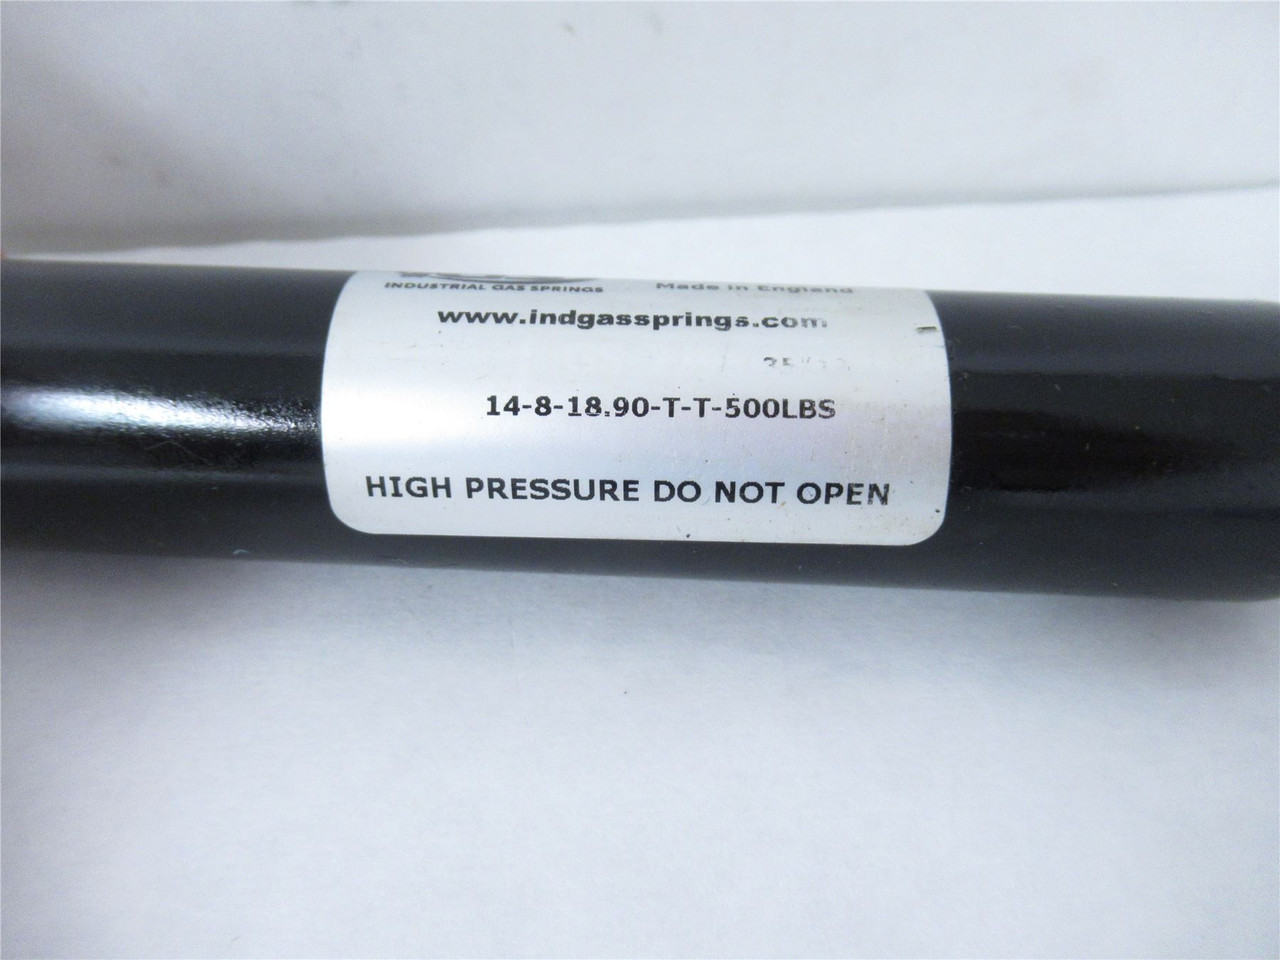 INDUSTRIAL GAS SPRINGS
Made in England
www.indgassprings.com
14-8-18.90-T-T-500LBS
HIGH PRESSURE DO NOT OPEN